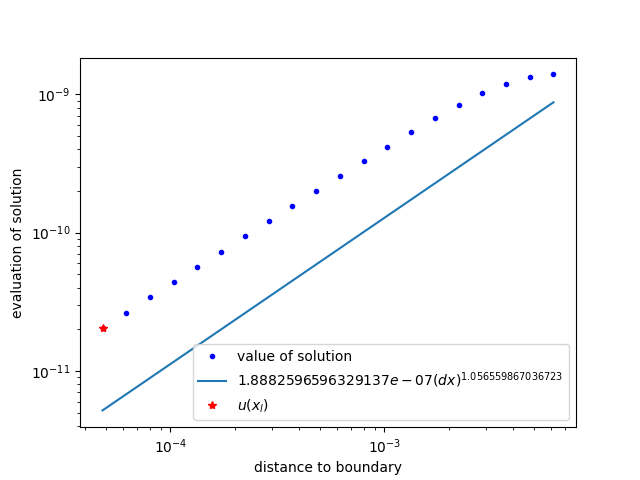 evaluation of solution
10⁻⁹
10⁻¹⁰
10⁻¹¹
value of solution
1.8882596596329137e − 07(dx)^1.056559867036723
u(x_l)
10⁻⁴
10⁻³
distance to boundary